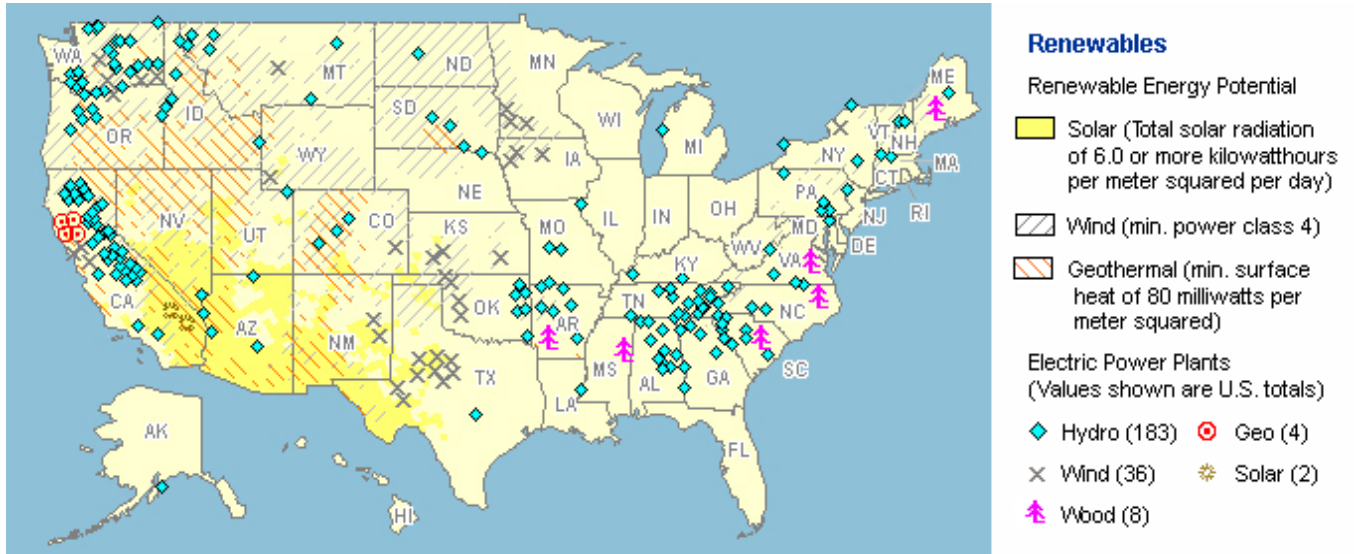 WA
MT
ND
MN
ME
OR
ID
SD
WI
VT
NH
WY
MI
NY
MA
IA
CT
RI
NE
PA
NV
UT
CO
IL
IN
OH
NJ
KS
MO
MD
DE
WV
VA
CA
KY
AZ
NM
OK
AR
TN
NC
TX
MS
AL
GA
SC
LA
AK
FL
HI
Renewables
Renewable Energy Potential
Solar (Total solar radiation
of 6.0 or more kilowatthours
per meter squared per day)
Wind (min. power class 4)
Geothermal (min. surface
heat of 80 milliwatts per
meter squared)
Electric Power Plants
(Values shown are U.S. totals)
Hydro (183)
Geo (4)
Wind (36)
Solar (2)
Wood (8)